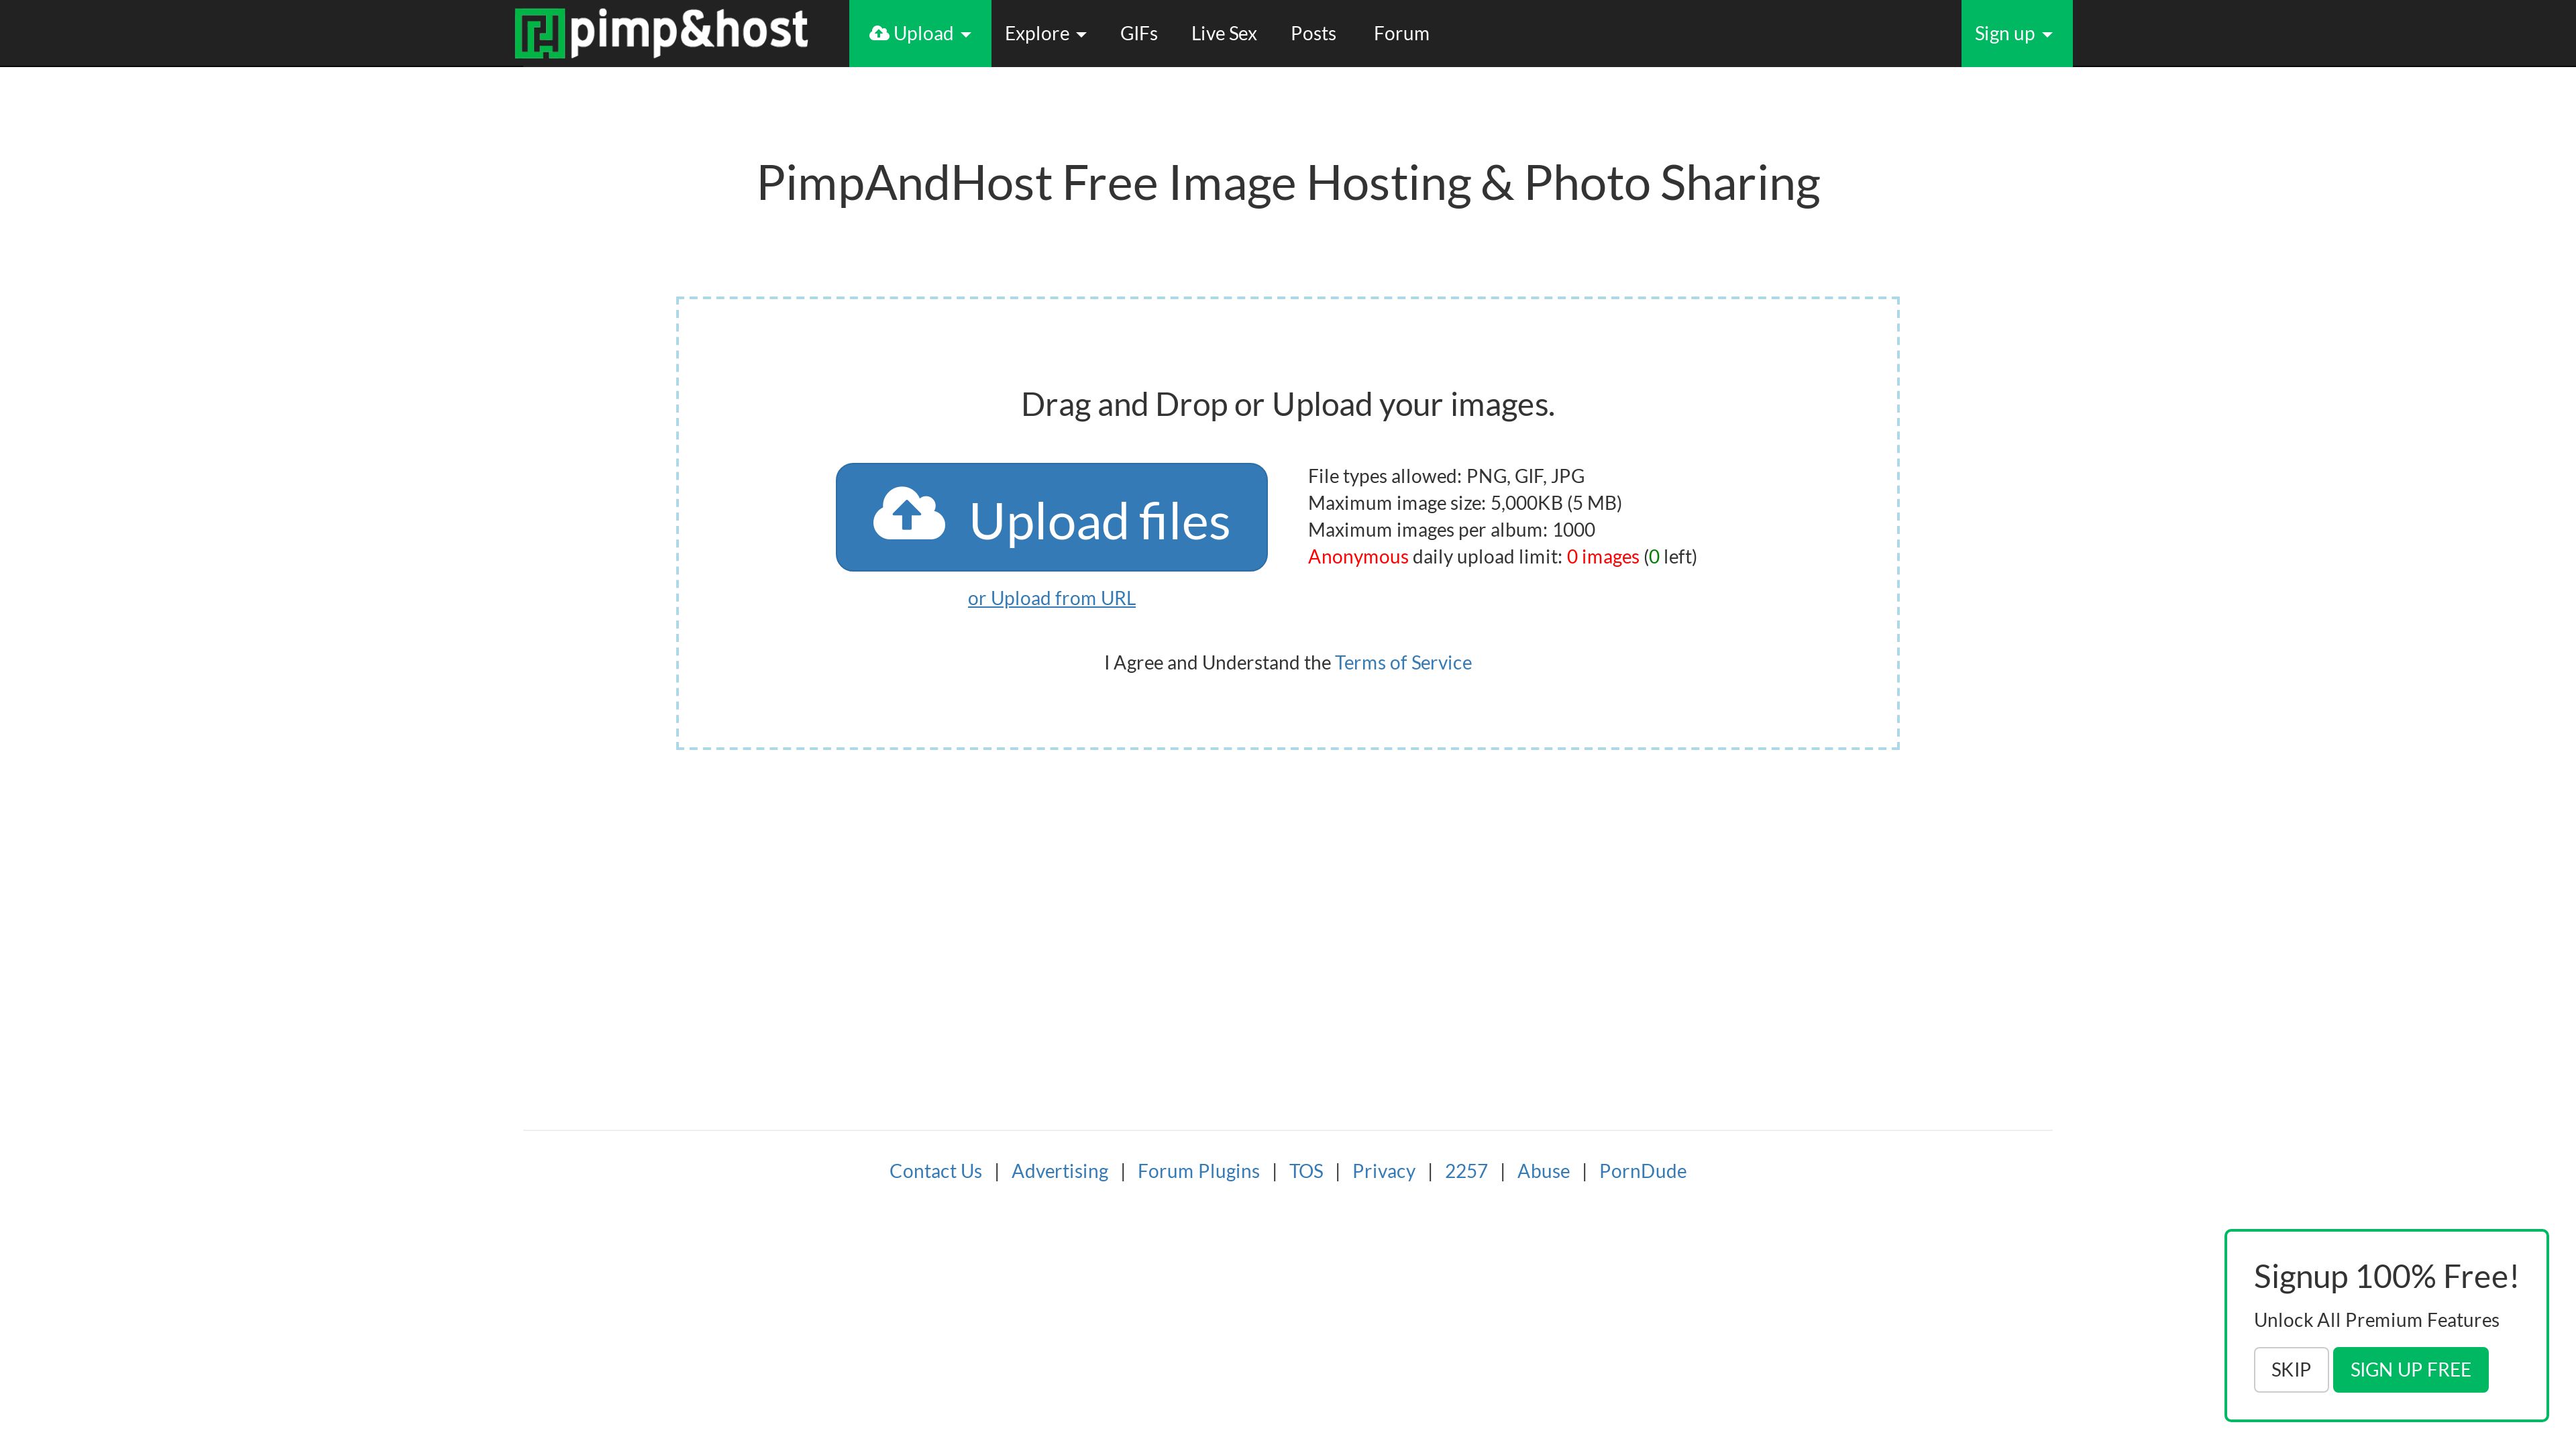 pimp&host
Upload
Explore
GIFs
Live Sex
Posts
Forum
Sign up
PimpAndHost Free Image Hosting & Photo Sharing
Drag and Drop or Upload your images.
Upload files
or Upload from URL
File types allowed: PNG, GIF, JPG
Maximum image size: 5,000KB (5 MB)
Maximum images per album: 1000
Anonymous daily upload limit: 0 images (0 left)
I Agree and Understand the Terms of Service
Contact Us | Advertising | Forum Plugins | TOS | Privacy | 2257 | Abuse | PornDude
Signup 100% Free!
Unlock All Premium Features
SKIP
SIGN UP FREE